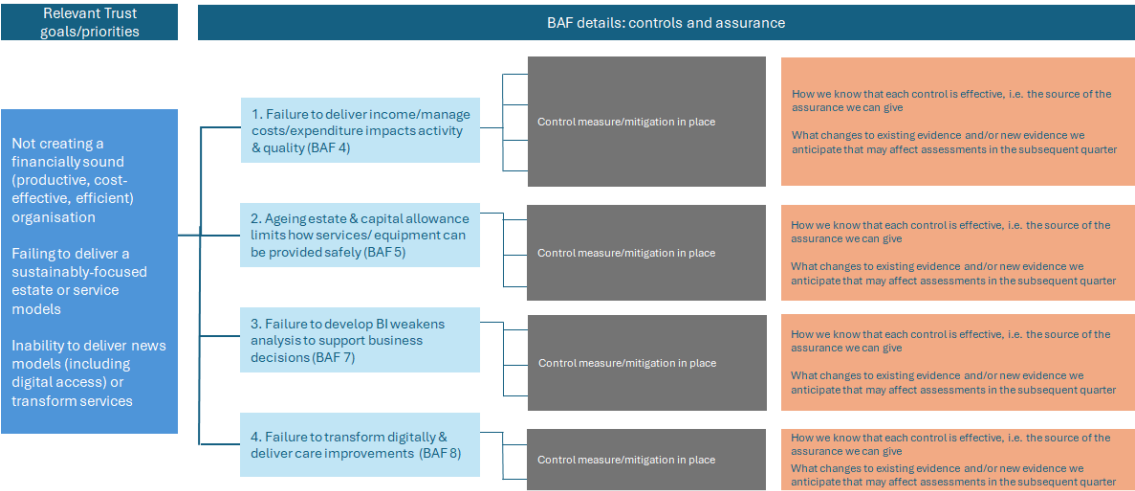 Relevant Trust
goals/priorities
BAF details: controls and assurance
Not creating a
financially sound
(productive, cost-
effective, efficient)
organisation
Failing to deliver a
sustainably-focused
estate or service
models
Inability to deliver news
models (including
digital access) or
transform services
1. Failure to deliver income/manage
costs/expenditure impacts activity
& quality (BAF 4)
Control measure/mitigation in place
How we know that each control is effective, i.e. the source of the
assurance we can give
What changes to existing evidence and/or new evidence we
anticipate that may affect assessments in the subsequent quarter
2. Ageing estate & capital allowance
limits how services/ equipment can
be provided safely (BAF 5)
Control measure/mitigation in place
How we know that each control is effective, i.e. the source of the
assurance we can give
What changes to existing evidence and/or new evidence we
anticipate that may affect assessments in the subsequent quarter
3. Failure to develop BI weakens
analysis to support business
decisions (BAF 7)
Control measure/mitigation in place
How we know that each control is effective, i.e. the source of the
assurance we can give
What changes to existing evidence and/or new evidence we
anticipate that may affect assessments in the subsequent quarter
4. Failure to transform digitally &
deliver care improvements (BAF 8)
Control measure/mitigation in place
How we know that each control is effective, i.e. the source of the
assurance we can give
What changes to existing evidence and/or new evidence we
anticipate that may affect assessments in the subsequent quarter